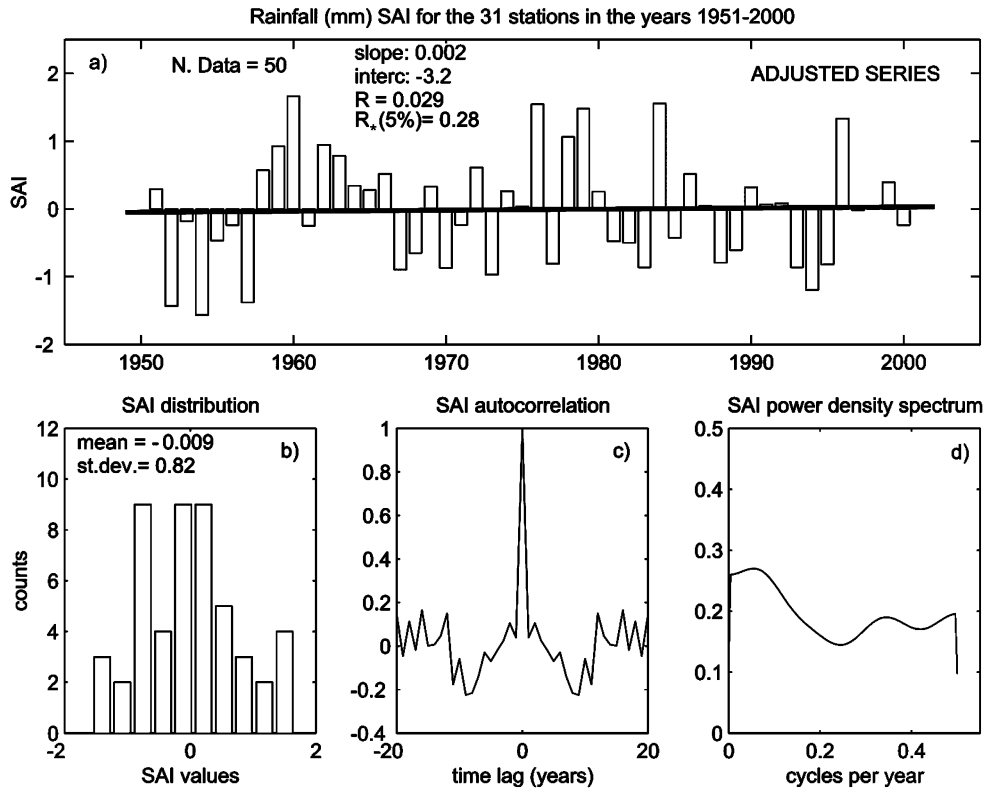 Rainfall (mm) SAI for the 31 stations in the years 1951-2000
a)
N. Data = 50
slope: 0.002
interc: -3.2
R = 0.029
R*(5%)= 0.28
ADJUSTED SERIES
SAI
2
1
0
-1
-2
1950
1960
1970
1980
1990
2000
SAI distribution
mean = -0.009
st.dev.= 0.82
b)
counts
12
10
8
6
4
2
0
-2
0
2
SAI values
SAI autocorrelation
c)
1
0.8
0.6
0.4
0.2
0
-0.2
-0.4
-20
0
20
time lag (years)
SAI power density spectrum
d)
0.5
0.4
0.3
0.2
0.1
0
0
0.2
0.4
cycles per year